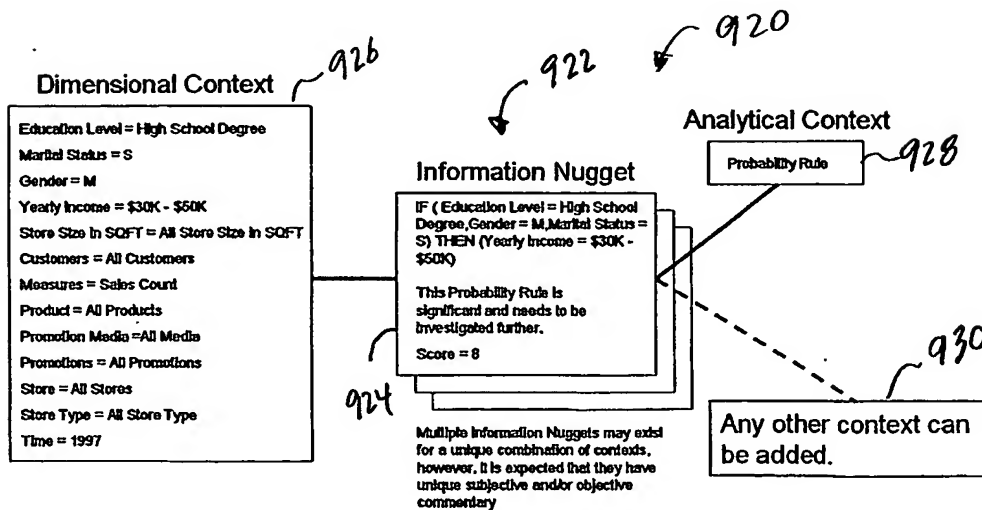 920
926
922
Dimensional Context
Education Level = High School Degree
Marital Status = S
Gender = M
Yearly Income = $30K - $50K
Store Size in SQFT = All Store Size in SQFT
Customers = All Customers
Measures = Sales Count
Product = All Products
Promotion Media =All Media
Promotions = All Promotions
Store = All Stores
Store Type = All Store Type
Time = 1997
Information Nugget
IF ( Education Level = High School
Degree,Gender = M,Marital Status =
S) THEN (Yearly Income = $30K -
$50K)
This Probability Rule is
significant and needs to be
investigated further.
Score = 8
924
Multiple Information Nuggets may exist
for a unique combination of contexts,
however, it is expected that they have
unique subjective and/or objective
commentary
Analytical Context
Probability Rule
928
930
Any other context can
be added.